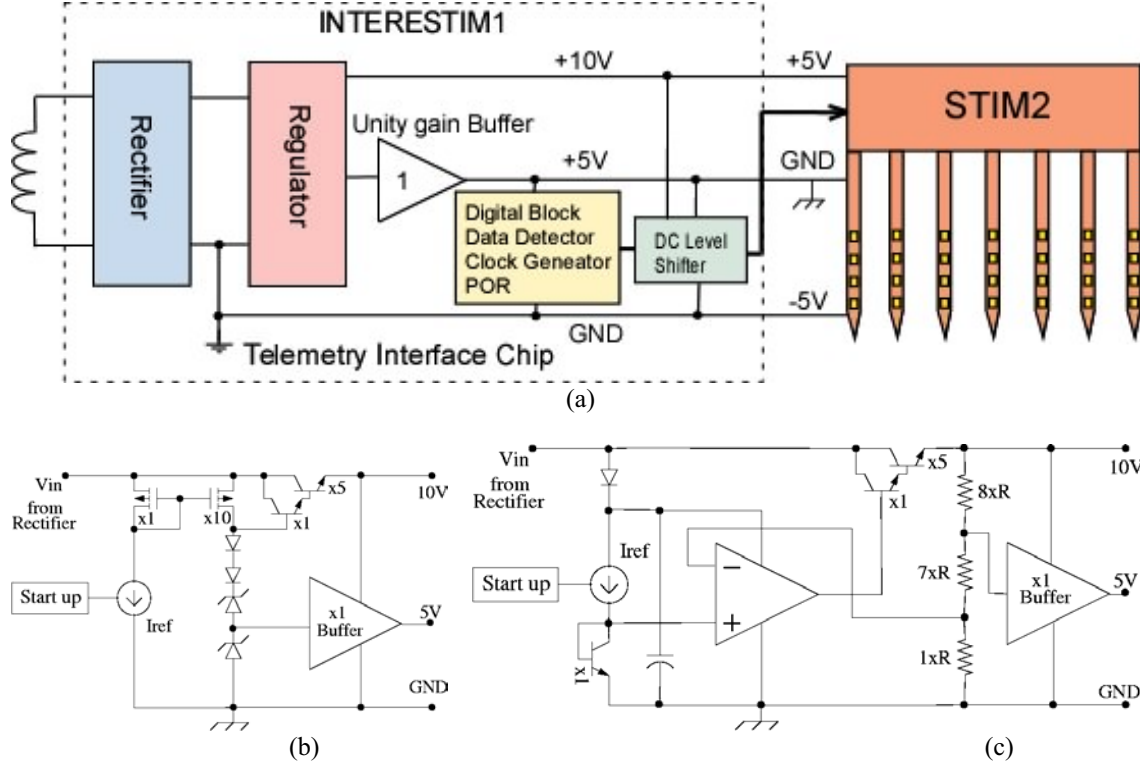 INTERESTIM1
Rectifier
Regulator
+10V
+5V
Unity gain Buffer
1
+5V
GND
Digital Block
Data Detector
Clock Geneator
POR
DC Level
Shifter
GND
-5V
STIM2
Telemetry Interface Chip
(a)
Vin
from
Rectifier
x1
x10
x1
x5
10V
Start up
Iref
x1
Buffer
5V
GND
(b)
Vin
from
Rectifier
Start up
Iref
x1
−
+
x1
x5
8xR
7xR
1xR
x1
Buffer
10V
5V
GND
(c)